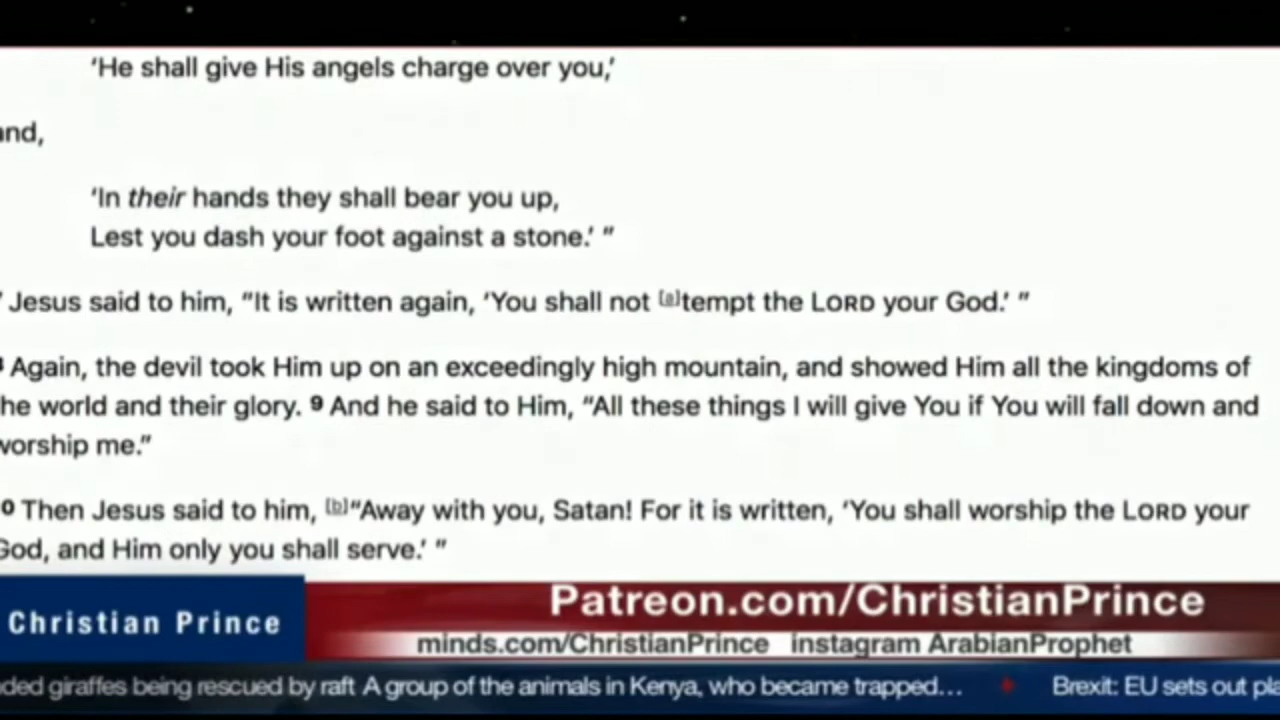 ‘He shall give His angels charge over you,’
and,
‘In their hands they shall bear you up,
Lest you dash your foot against a stone.’ ”
Jesus said to him, “It is written again, ‘You shall not [a]tempt the LORD your God.’ ”
Again, the devil took Him up on an exceedingly high mountain, and showed Him all the kingdoms of
he world and their glory. 9 And he said to Him, “All these things I will give You if You will fall down and
worship me.”
0 Then Jesus said to him, [b]“Away with you, Satan! For it is written, ‘You shall worship the LORD your
God, and Him only you shall serve.’ ”
Patreon.com/ChristianPrince
Christian Prince
minds.com/ChristianPrince instagram ArabianProphet
ded giraffes being rescued by raft A group of the animals in Kenya, who became trapped... Brexit: EU sets out pla